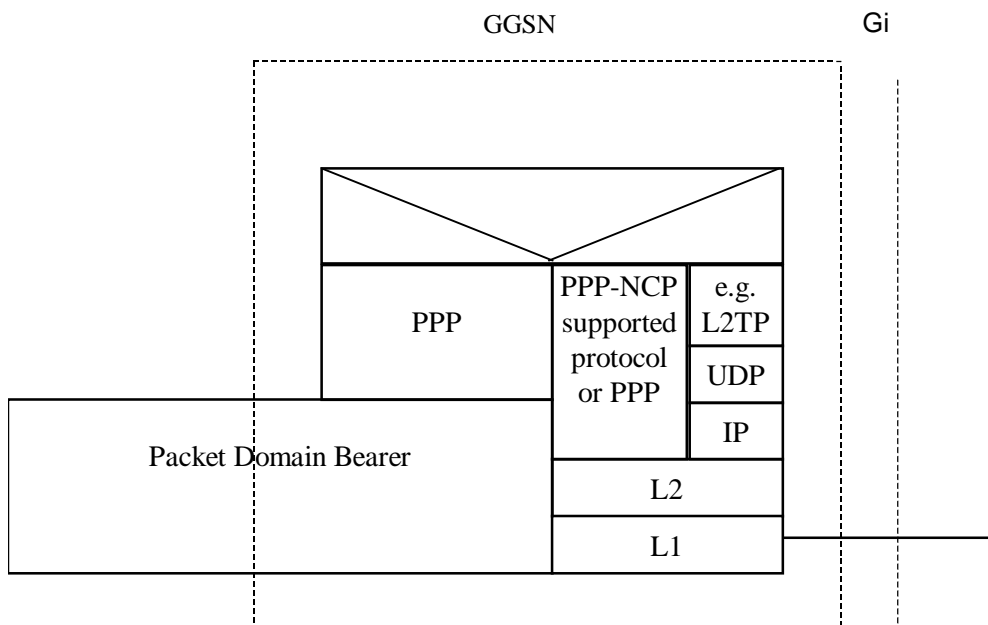 GGSN
Gi
PPP
PPP-NCP
supported
protocol
or PPP
e.g.
L2TP
UDP
IP
Packet Domain Bearer
L2
L1